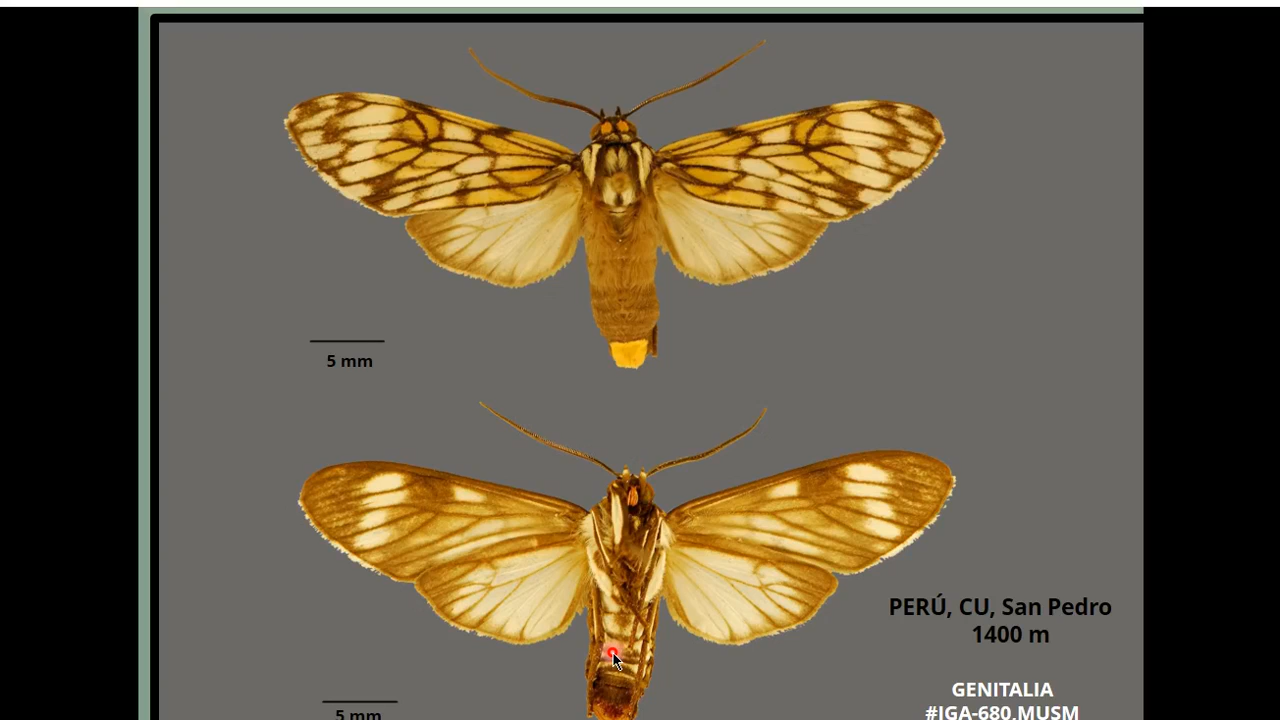 5 mm
PERÚ, CU, San Pedro
1400 m
GENITALIA
#IGA-680.MUSM
5 mm